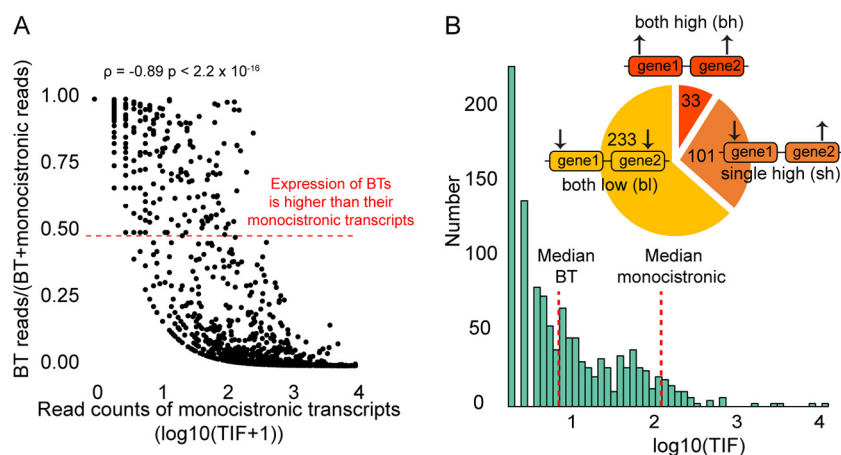 A
ρ = -0.89 p < 2.2 x 10-16
BT reads/(BT+monocistronic reads)
1.00
0.75
0.50
0.25
0.00
Expression of BTs
is higher than their
monocistronic transcripts
0 1 2 3 4
Read counts of monocistronic transcripts
(log10(TIF+1))
B
both high (bh)
gene1 gene2
33
233
gene1 gene2
both low (bl)
101
gene1 gene2
single high (sh)
Number
200
150
100
50
0
Median
BT
Median
monocistronic
1 2 3 4
log10(TIF)